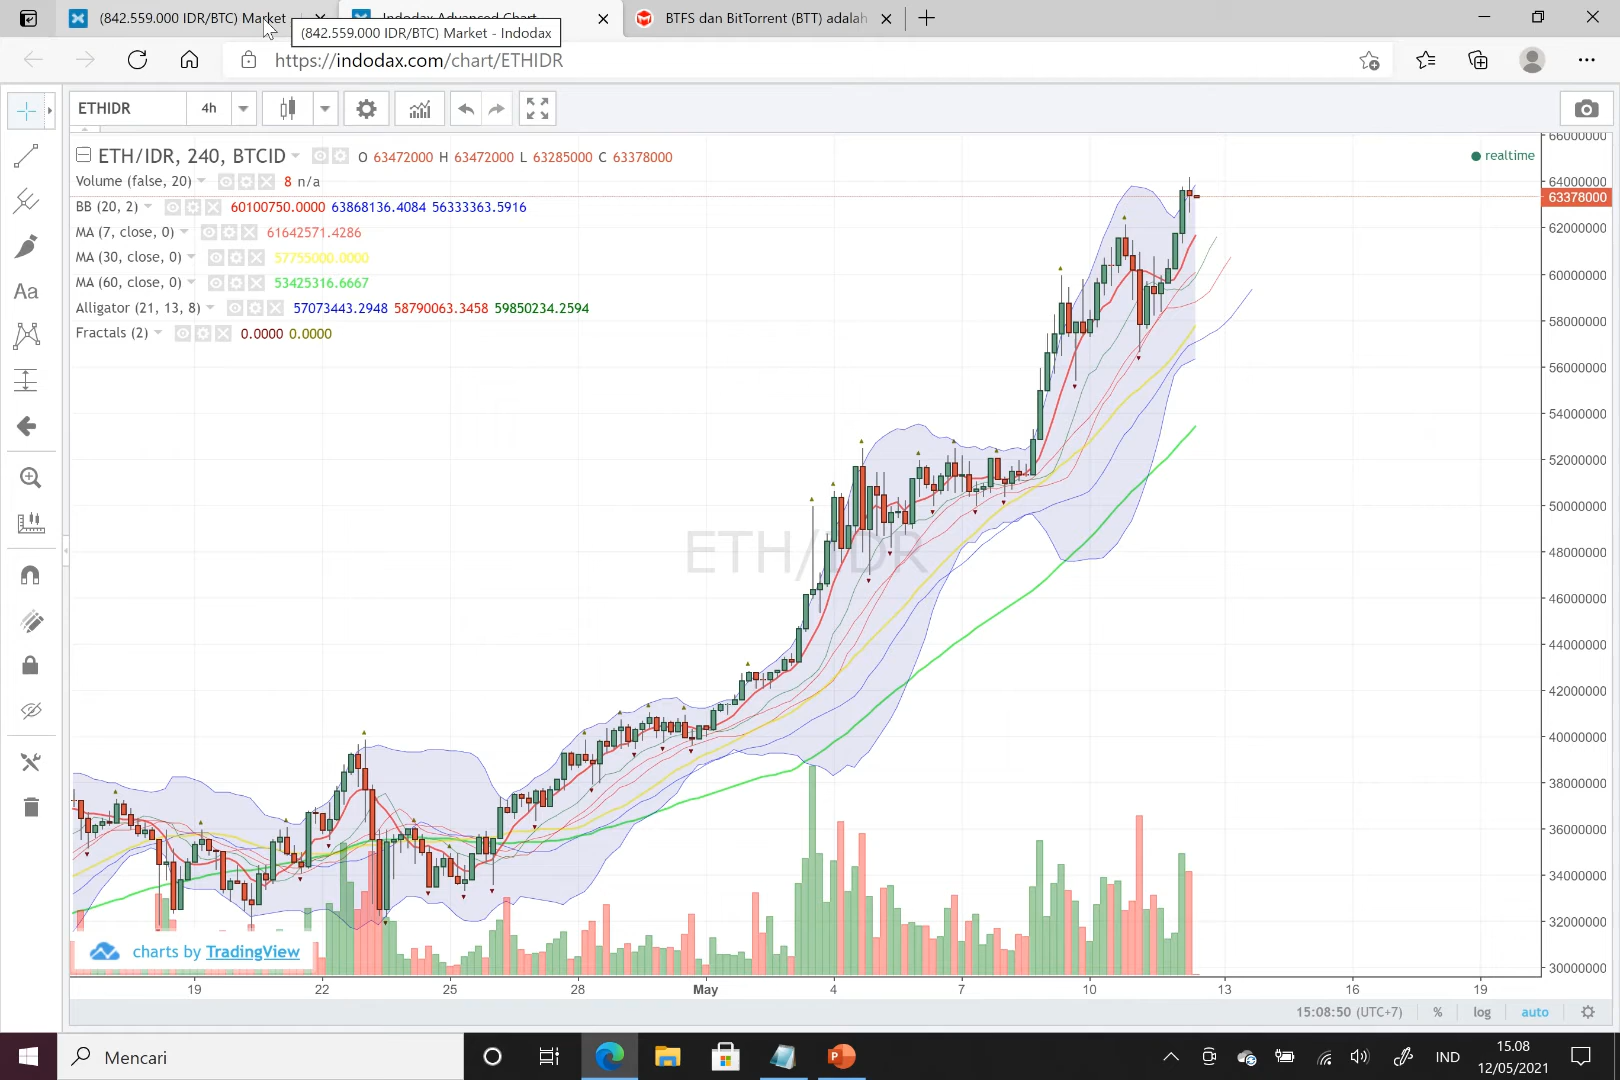 (842.559.000 IDR/BTC) Market
Indodax Advanced Chart
BTFS dan BitTorrent (BTT) adalah
(842.559.000 IDR/BTC) Market - Indodax
https://indodax.com/chart/ETHIDR
ETHIDR
4h
ETH/IDR, 240, BTCID
O 63472000 H 63472000 L 63285000 C 63378000
realtime
Volume (false, 20)
8 n/a
BB (20, 2)
60100750.0000 63868136.4084 56333363.5916
MA (7, close, 0)
61642571.4286
MA (30, close, 0)
57755000.0000
MA (60, close, 0)
53425316.6667
Alligator (21, 13, 8)
57073443.2948 58790063.3458 59850234.2594
Fractals (2)
0.0000 0.0000
Aa
ETH/IDR
66000000
64000000
63378000
62000000
60000000
58000000
56000000
54000000
52000000
50000000
48000000
46000000
44000000
42000000
40000000
38000000
36000000
34000000
32000000
30000000
charts by TradingView
19
22
25
28
May
4
7
10
13
16
19
15:08:50 (UTC+7)
%
log
auto
Mencari
IND
15.08
12/05/2021